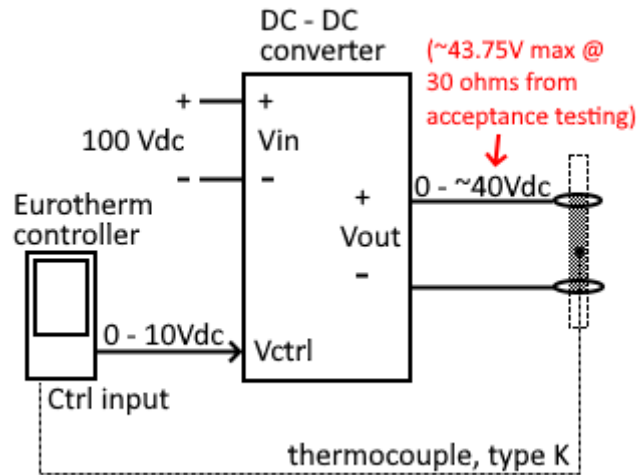 DC - DC
converter
(~43.75V max @
30 ohms from
acceptance testing)
+
+
100 Vdc
Vin
-
-
0 - ~40Vdc
+
Vout
-
Eurotherm
controller
0 - 10Vdc
Vctrl
Ctrl input
thermocouple, type K